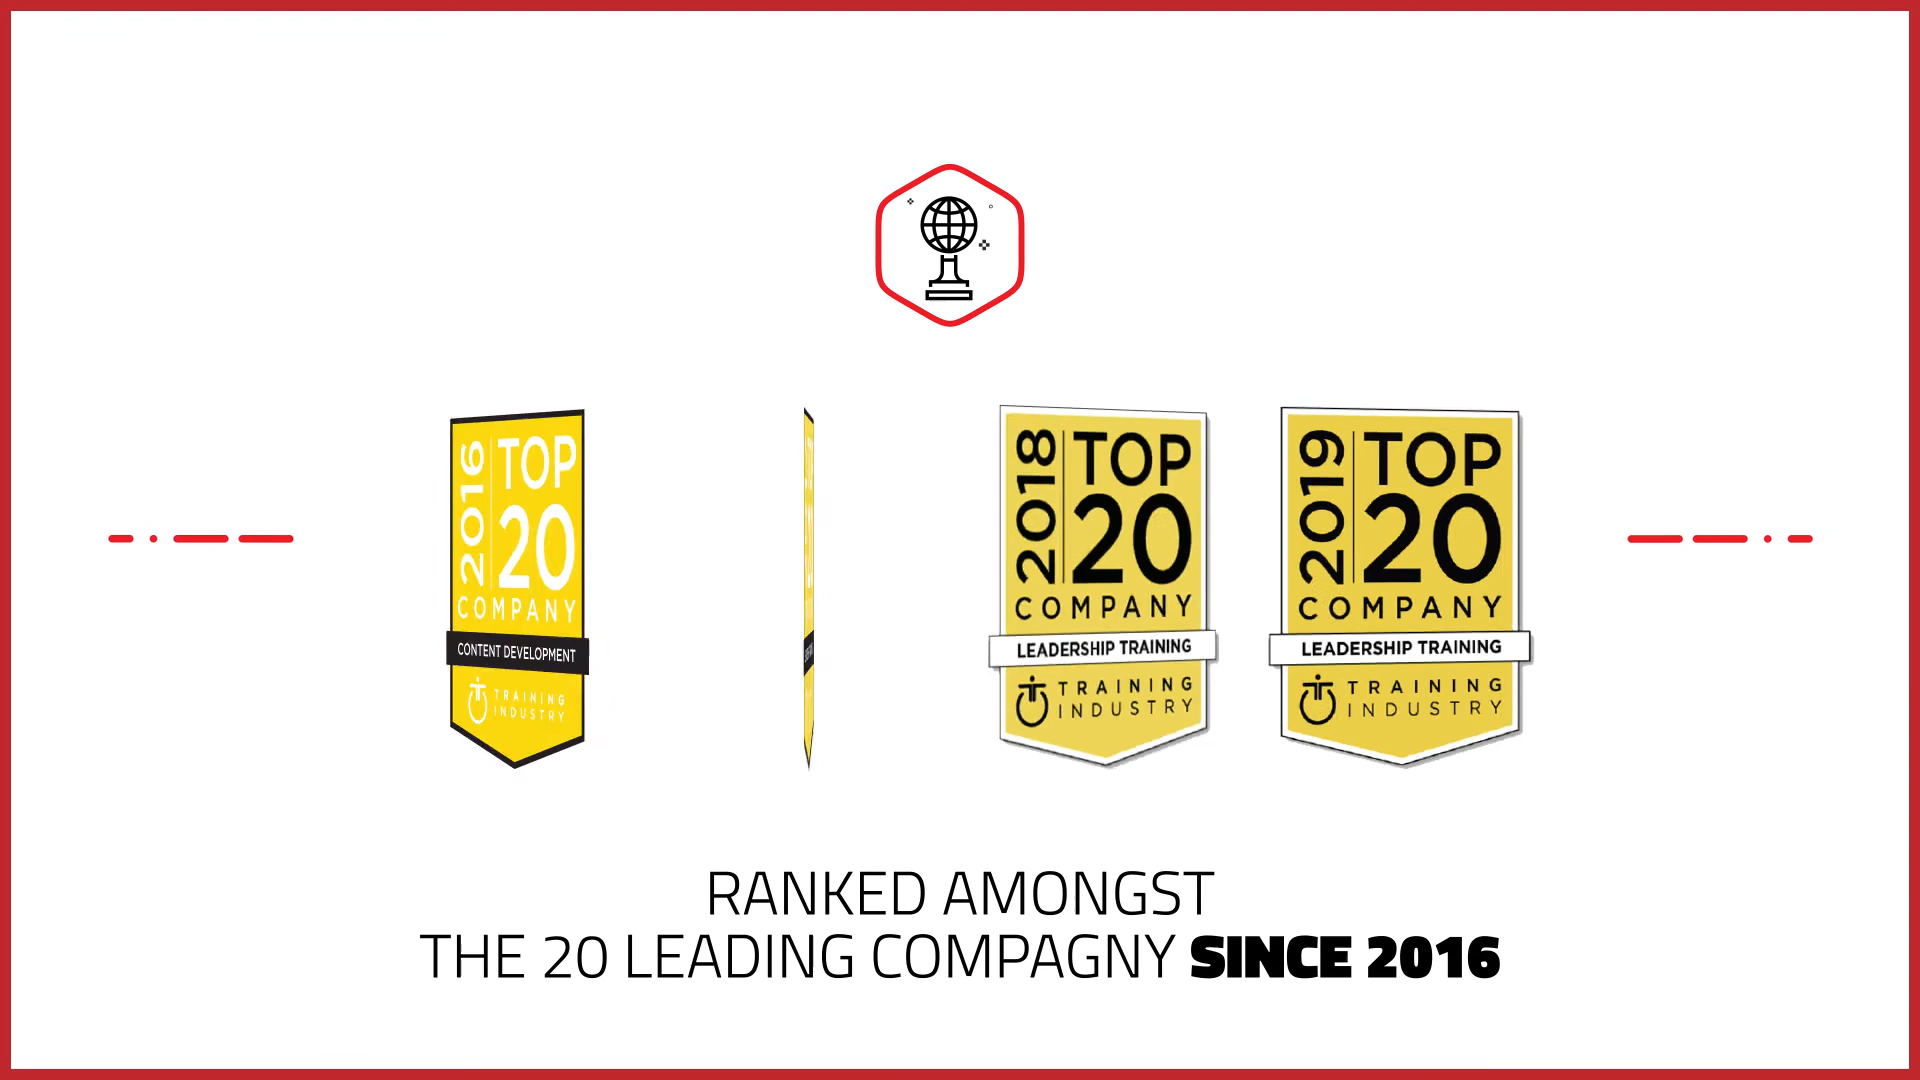 2016
TOP
20
COMPANY
CONTENT DEVELOPMENT
TRAINING
INDUSTRY
2018
TOP
20
COMPANY
LEADERSHIP TRAINING
TRAINING
INDUSTRY
2019
TOP
20
COMPANY
LEADERSHIP TRAINING
TRAINING
INDUSTRY
RANKED AMONGST
THE 20 LEADING COMPAGNY SINCE 2016